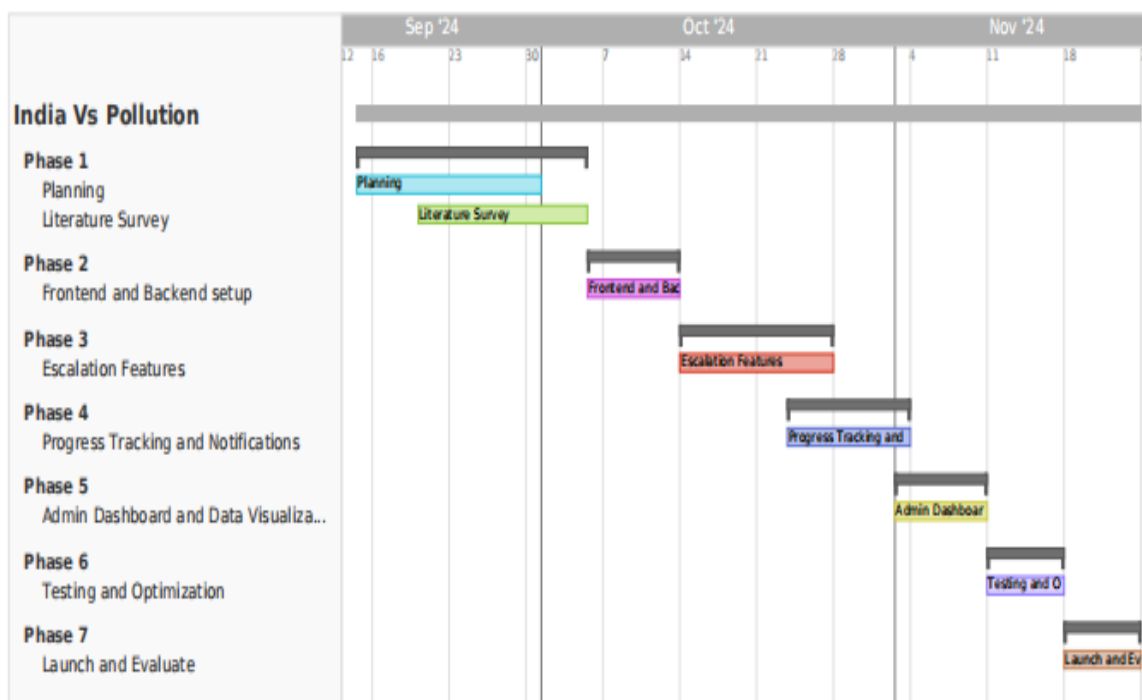 Sep '24 Oct '24 Nov '24
12 16 23 30 7 14 21 28 4 11 18
India Vs Pollution
Phase 1
Planning Planning
Literature Survey Literature Survey
Phase 2
Frontend and Backend setup Frontend and Bac
Phase 3
Escalation Features Escalation Features
Phase 4
Progress Tracking and Notifications Progress Tracking and
Phase 5
Admin Dashboard and Data Visualiza... Admin Dashboar
Phase 6
Testing and Optimization Testing and O
Phase 7
Launch and Evaluate Launch and Ev